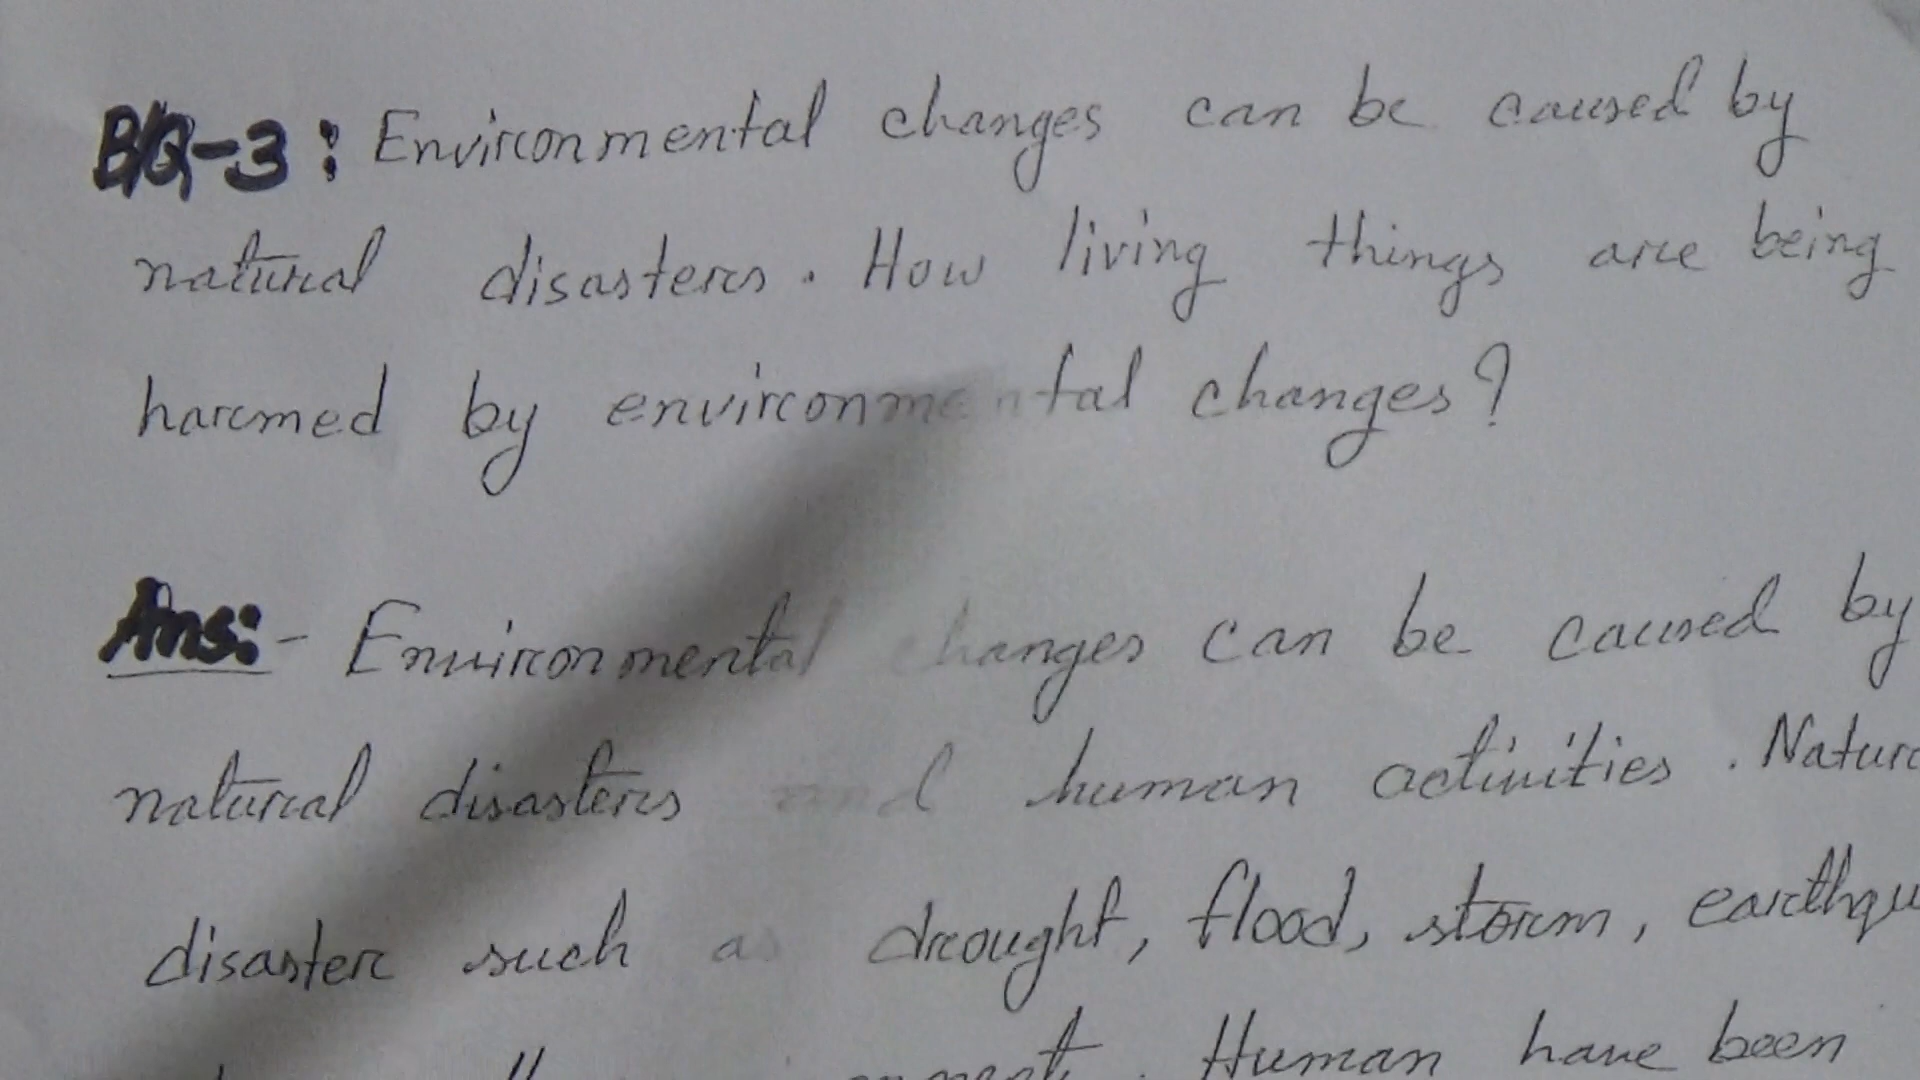 B/Q-3: Environmental changes can be caused by
natural disasters. How living things are being
harmed by environmental changes?
Ans:- Environmental changes can be caused by
natural disasters and human activities. Natur
disaster such as drought, flood, storm, earthqu
Human have been